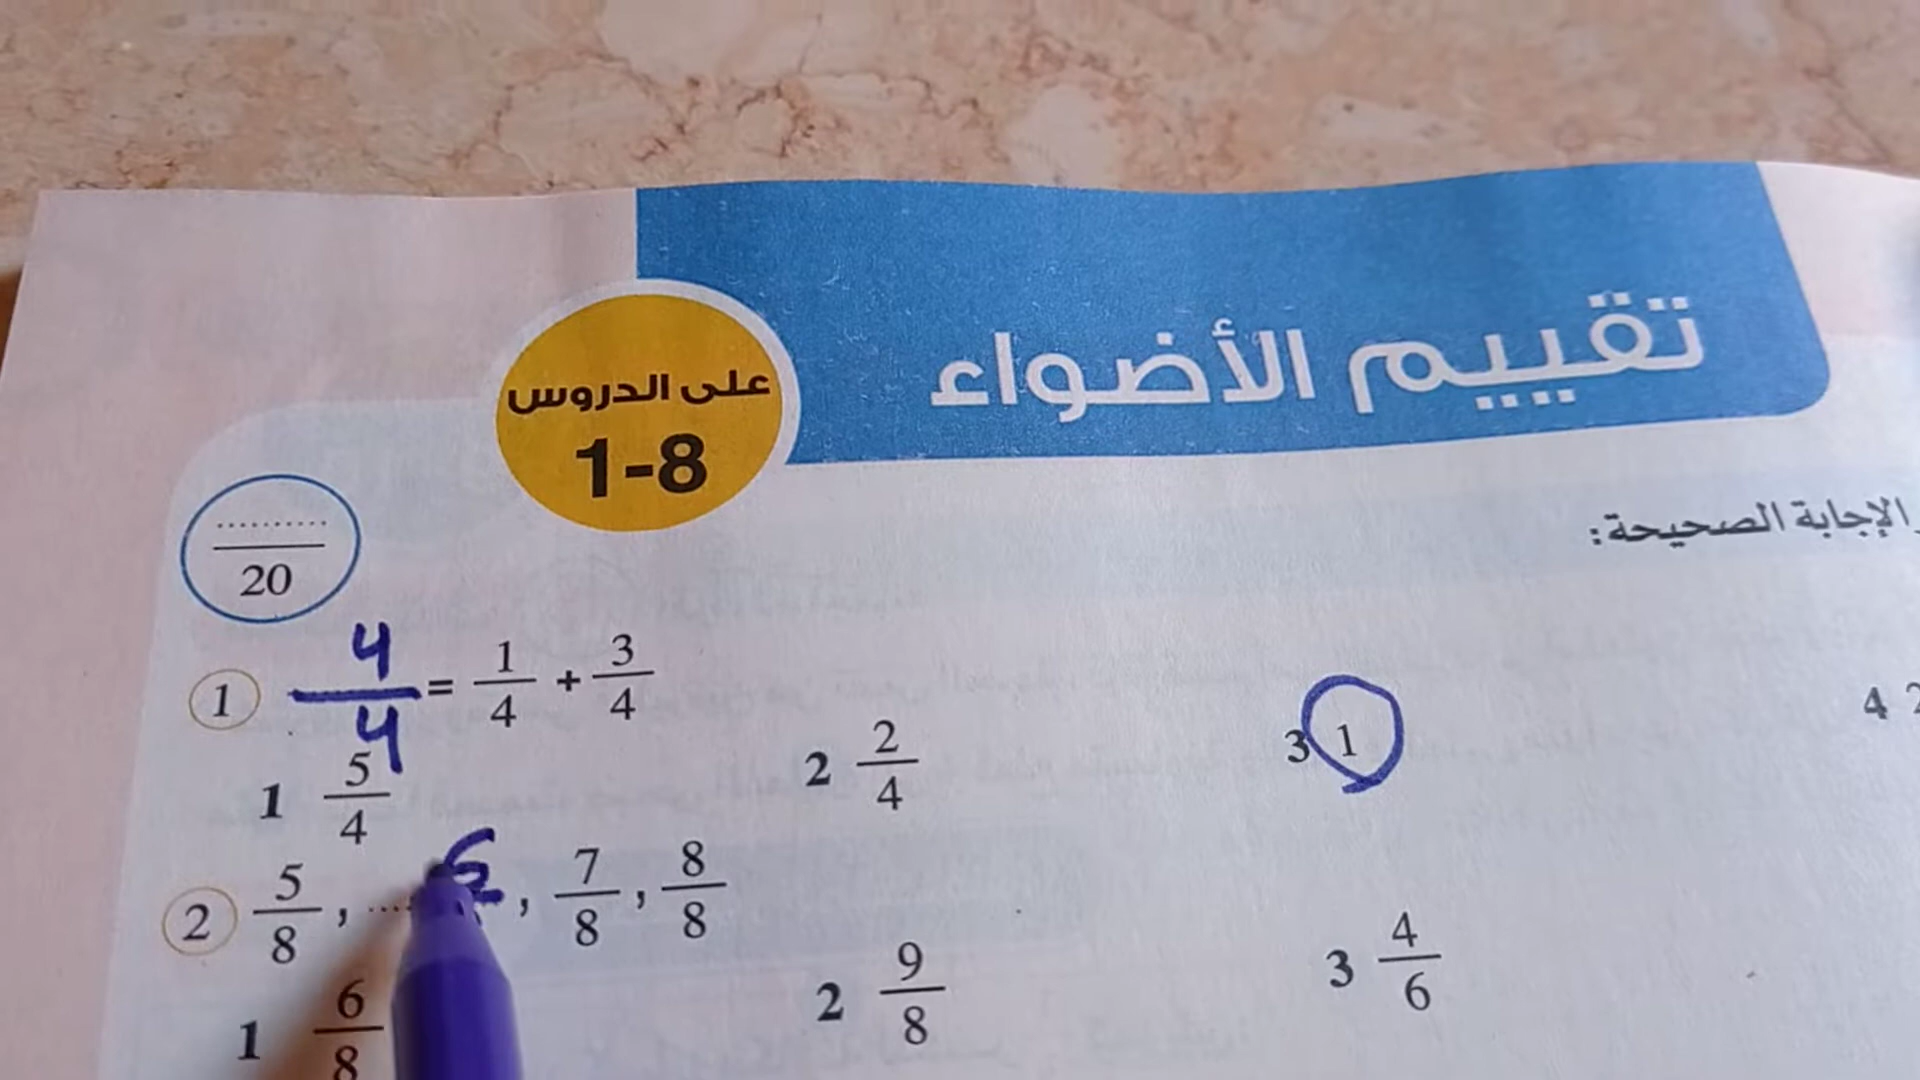 تقييم الأضواء
على الدروس
1-8
الإجابة الصحيحة:
..........
20
1 4/4 = 1/4 + 3/4
1 5/4 2 2/4 3 1 4
2 5/8 , ... 6 , 7/8 , 8/8
1 6/8 2 9/8 3 4/6